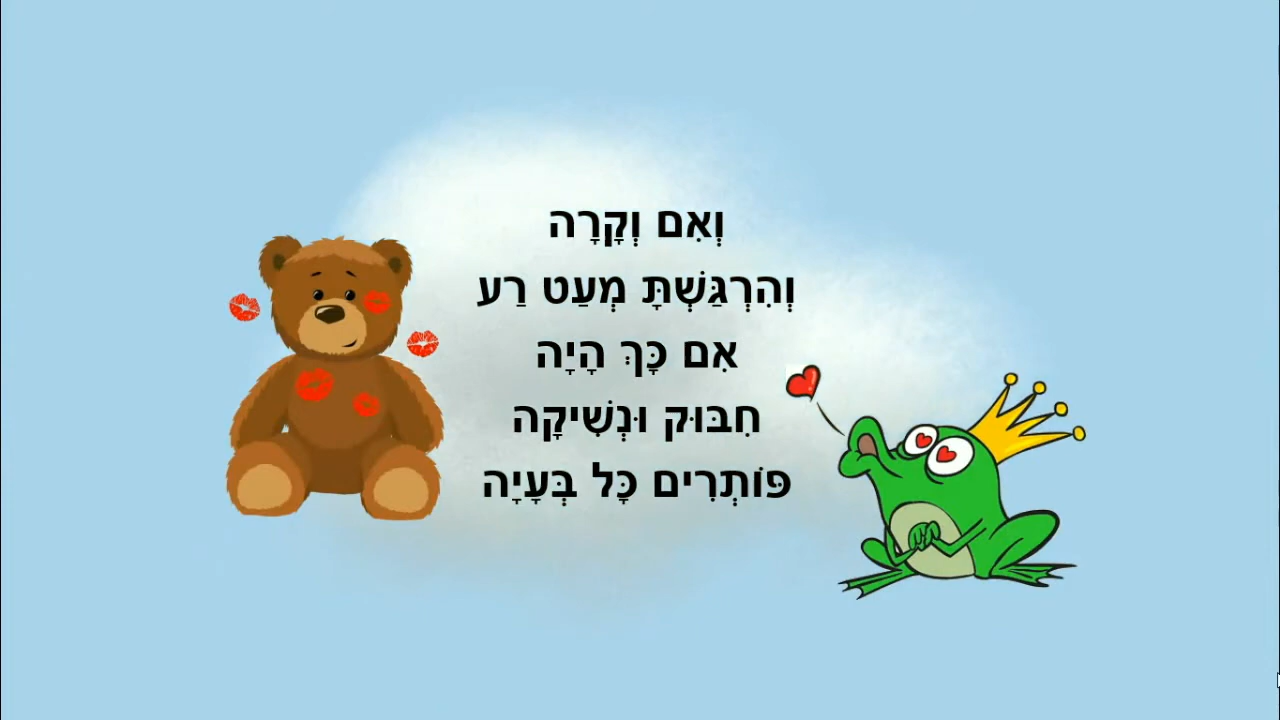 וְאִם וְקָרָה
וְהִרְגַּשְׁתָּ מְעַט רַע
אִם כָּךְ הָיָה
חִבּוּק וּנְשִׁיקָה
פּוֹתְרִים כָּל בְּעָיָה